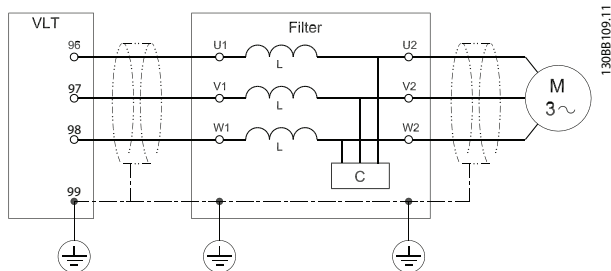 VLT
Filter
130BB109.11
96
U1
L
U2
97
V1
L
V2
M
3~
98
W1
L
W2
C
99